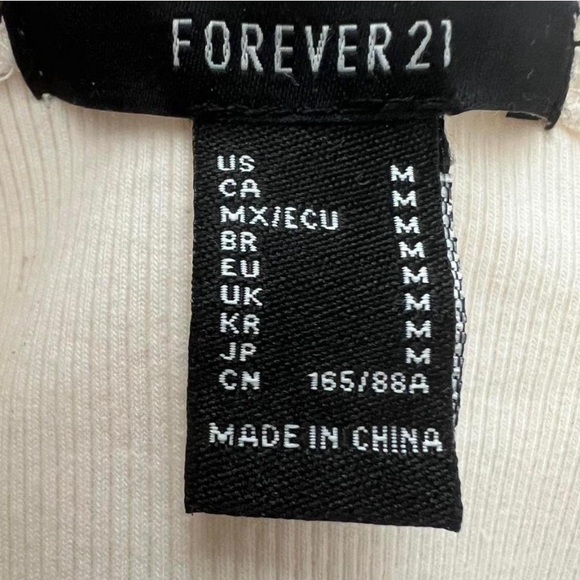 FOREVER 21
US M
CA M
MX/ECU M
BR M
EU M
UK M
KR M
JP M
CN 165/88A
MADE IN CHINA